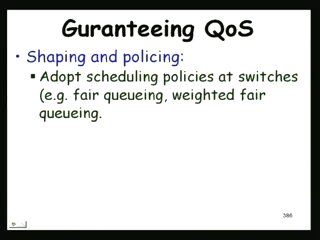 Guranteeing QoS
• Shaping and policing:
▪ Adopt scheduling policies at switches
(e.g. fair queueing, weighted fair
queueing.
386